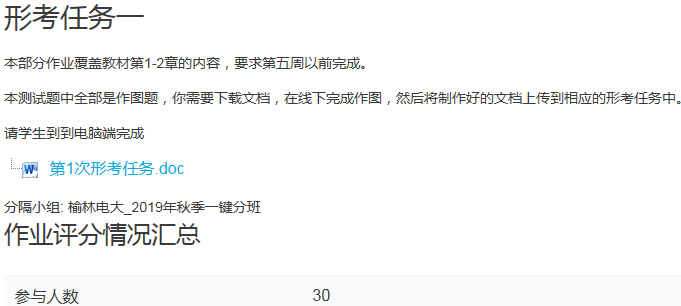 形考任务一
本部分作业覆盖教材第1-2章的内容，要求第五周以前完成。
本测试题中全部是作图题，你需要下载文档，在线下完成作图，然后将制作好的文档上传到相应的形考任务中。
请学生到到电脑端完成
第1次形考任务.doc
分隔小组: 榆林电大_2019年秋季一键分班
作业评分情况汇总
参与人数 30